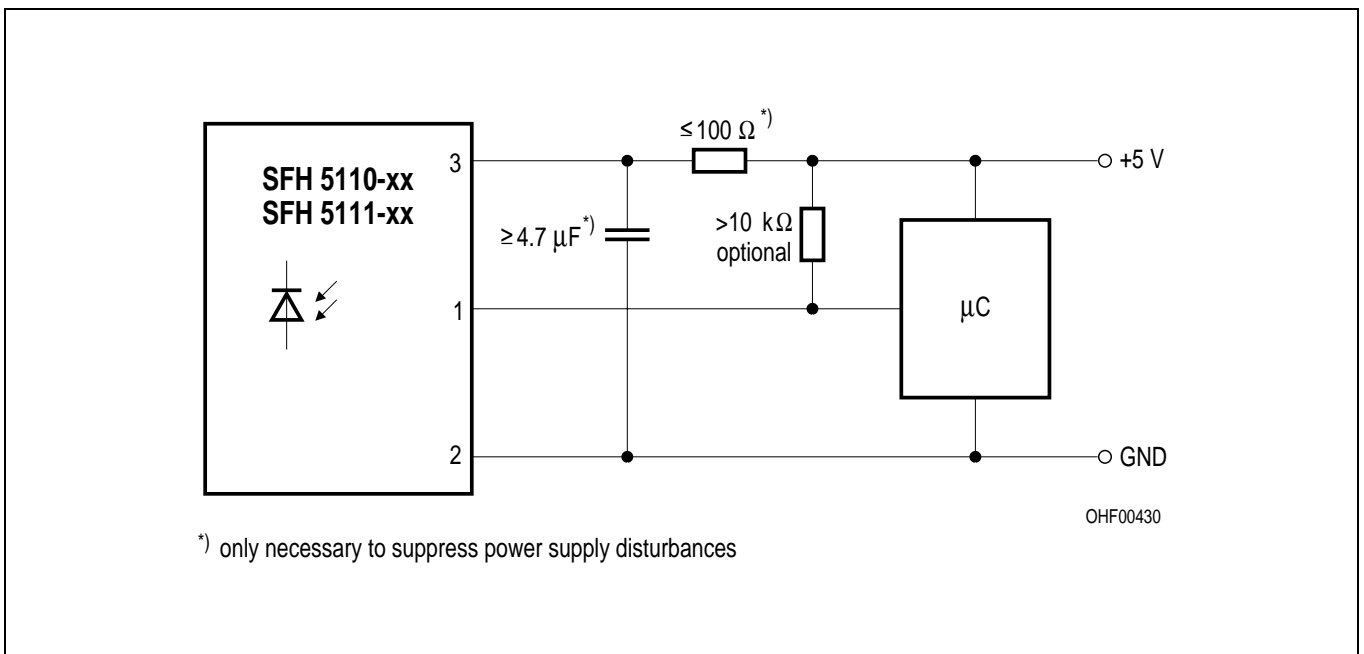 ≤100 Ω *)
3
+5 V
SFH 5110-xx
SFH 5111-xx
≥4.7 µF *)
>10 kΩ
optional
1
µC
2
GND
OHF00430
*) only necessary to suppress power supply disturbances